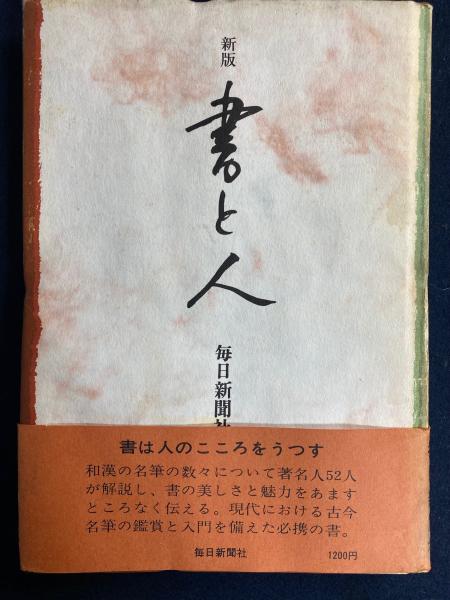 新版
書と人
毎日新聞社
書は人のこころをうつす
和漢の名筆の数々について著名人52人
が解説し、書の美しさと魅力をあます
ところなく伝える。現代における古今
名筆の鑑賞と入門を備えた必携の書。
毎日新聞社
1200円